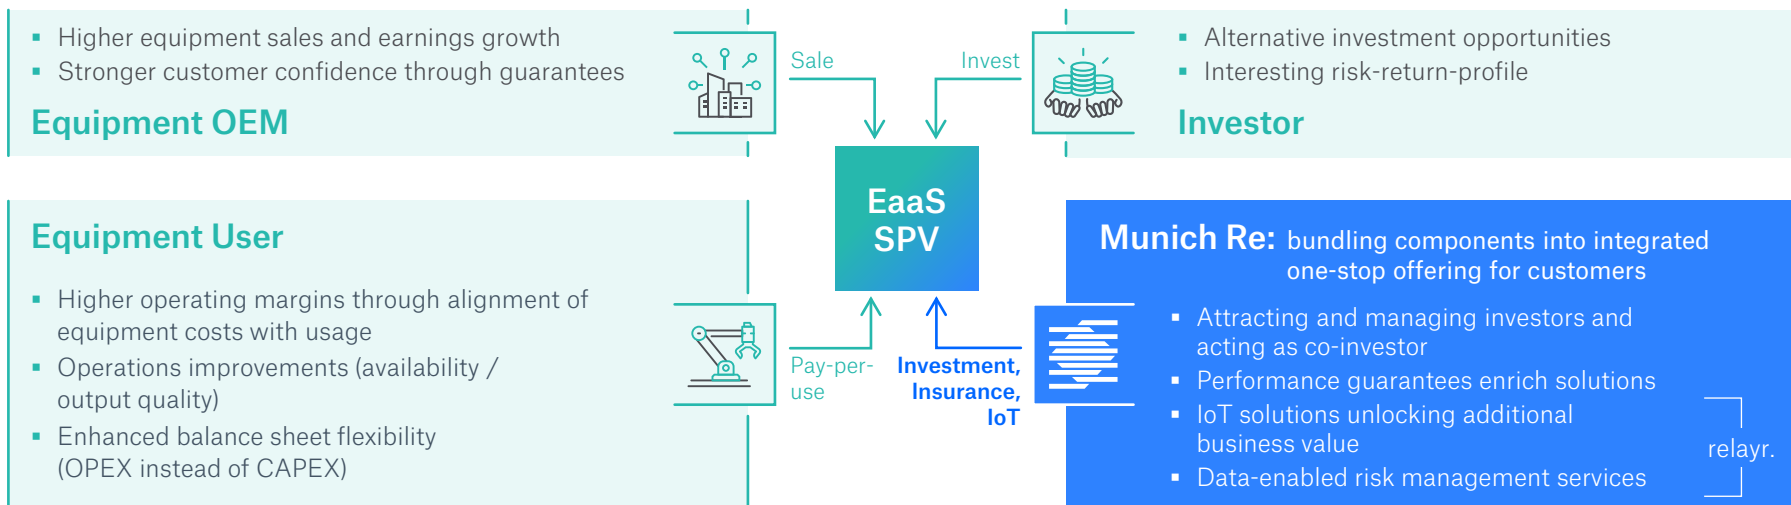 ▪ Higher equipment sales and earnings growth
▪ Stronger customer confidence through guarantees
Equipment OEM
Sale
Invest
▪ Alternative investment opportunities
▪ Interesting risk-return-profile
Investor
EaaS
SPV
Equipment User
▪ Higher operating margins through alignment of
equipment costs with usage
▪ Operations improvements (availability /
output quality)
▪ Enhanced balance sheet flexibility
(OPEX instead of CAPEX)
Pay-per-
use
Investment,
Insurance,
IoT
Munich Re: bundling components into integrated
one-stop offering for customers
▪ Attracting and managing investors and
acting as co-investor
▪ Performance guarantees enrich solutions
▪ IoT solutions unlocking additional
business value
▪ Data-enabled risk management services
relayr.